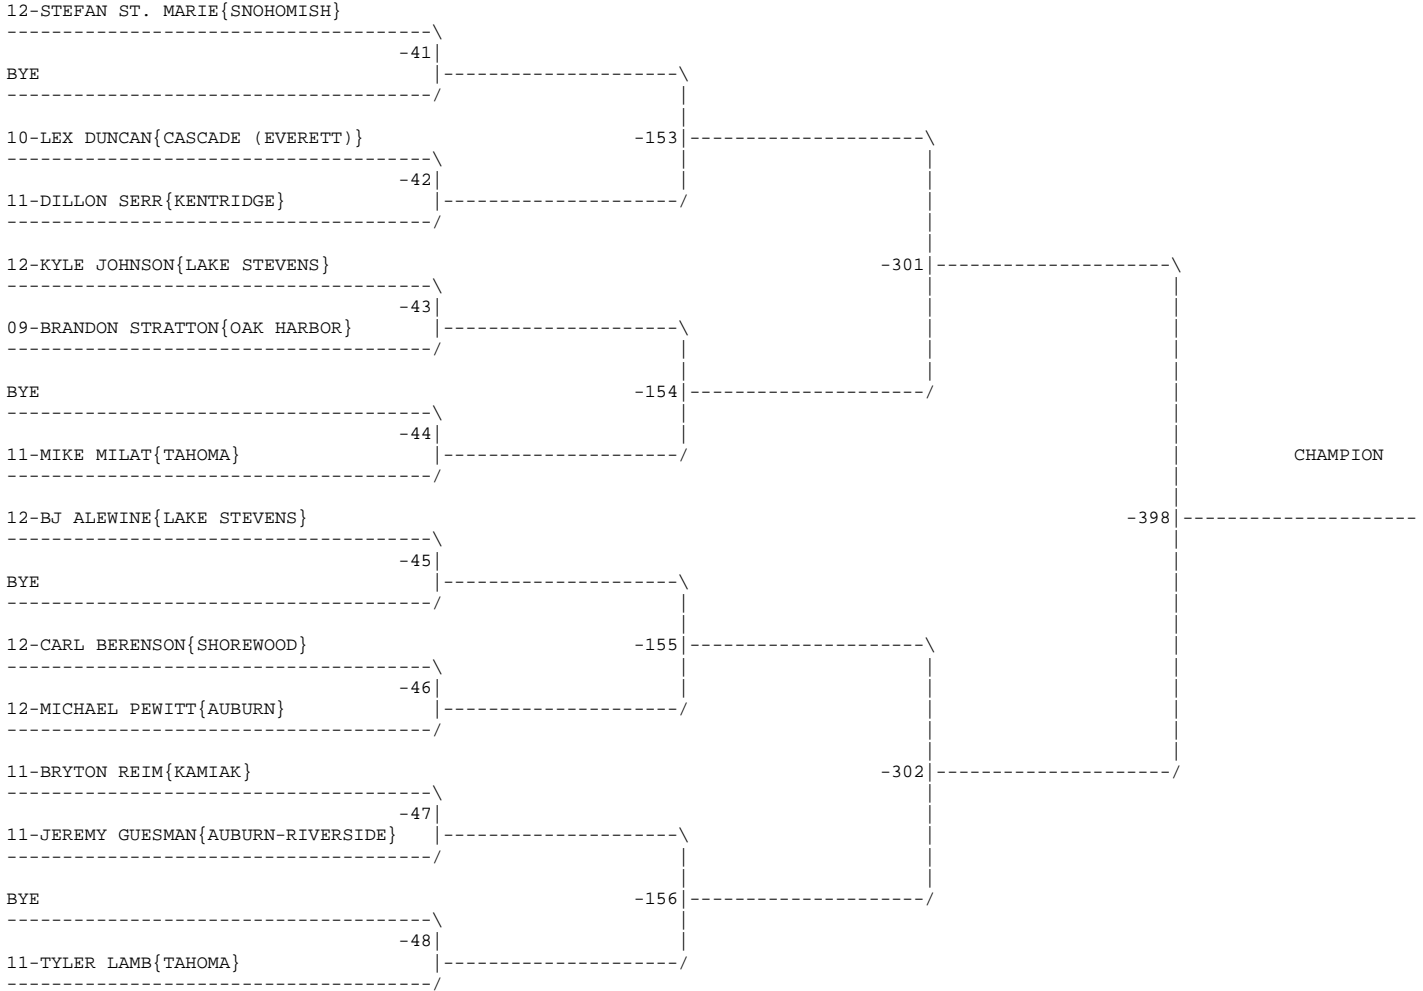 12-STEFAN ST. MARIE{SNOHOMISH}
-41
BYE
10-LEX DUNCAN{CASCADE (EVERETT)}
-153
-42
11-DILLON SERR{KENTRIDGE}
12-KYLE JOHNSON{LAKE STEVENS}
-301
-43
09-BRANDON STRATTON{OAK HARBOR}
BYE
-154
-44
11-MIKE MILAT{TAHOMA}
CHAMPION
12-BJ ALEWINE{LAKE STEVENS}
-398
-45
BYE
12-CARL BERENSON{SHOREWOOD}
-155
-46
12-MICHAEL PEWITT{AUBURN}
11-BRYTON REIM{KAMIAK}
-302
-47
11-JEREMY GUESMAN{AUBURN-RIVERSIDE}
BYE
-156
-48
11-TYLER LAMB{TAHOMA}